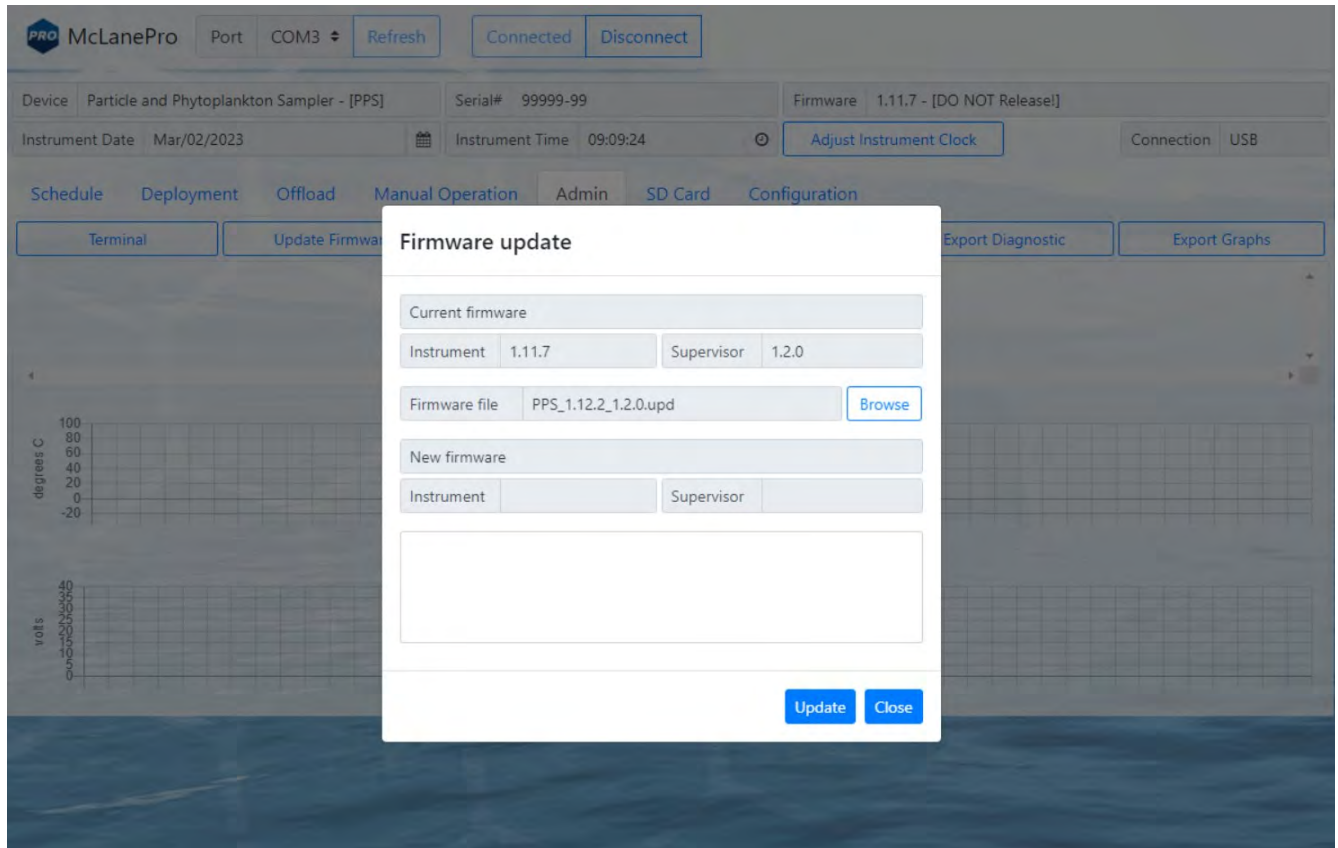 PRO McLanePro Port COM3 Refresh Connected Disconnect
Device Particle and Phytoplankton Sampler - [PPS] Serial# 99999-99 Firmware 1.11.7 - [DO NOT Release!]
Instrument Date Mar/02/2023 Instrument Time 09:09:24 Adjust Instrument Clock Connection USB
Schedule Deployment Offload Manual Operation Admin SD Card Configuration
Terminal Update Firmwar Export Diagnostic Export Graphs
Firmware update
Current firmware
Instrument 1.11.7 Supervisor 1.2.0
Firmware file PPS_1.12.2_1.2.0.upd Browse
New firmware
Instrument Supervisor
degrees C
100
80
60
40
20
0
-20
volts
40
35
30
25
20
15
10
5
0
Update Close